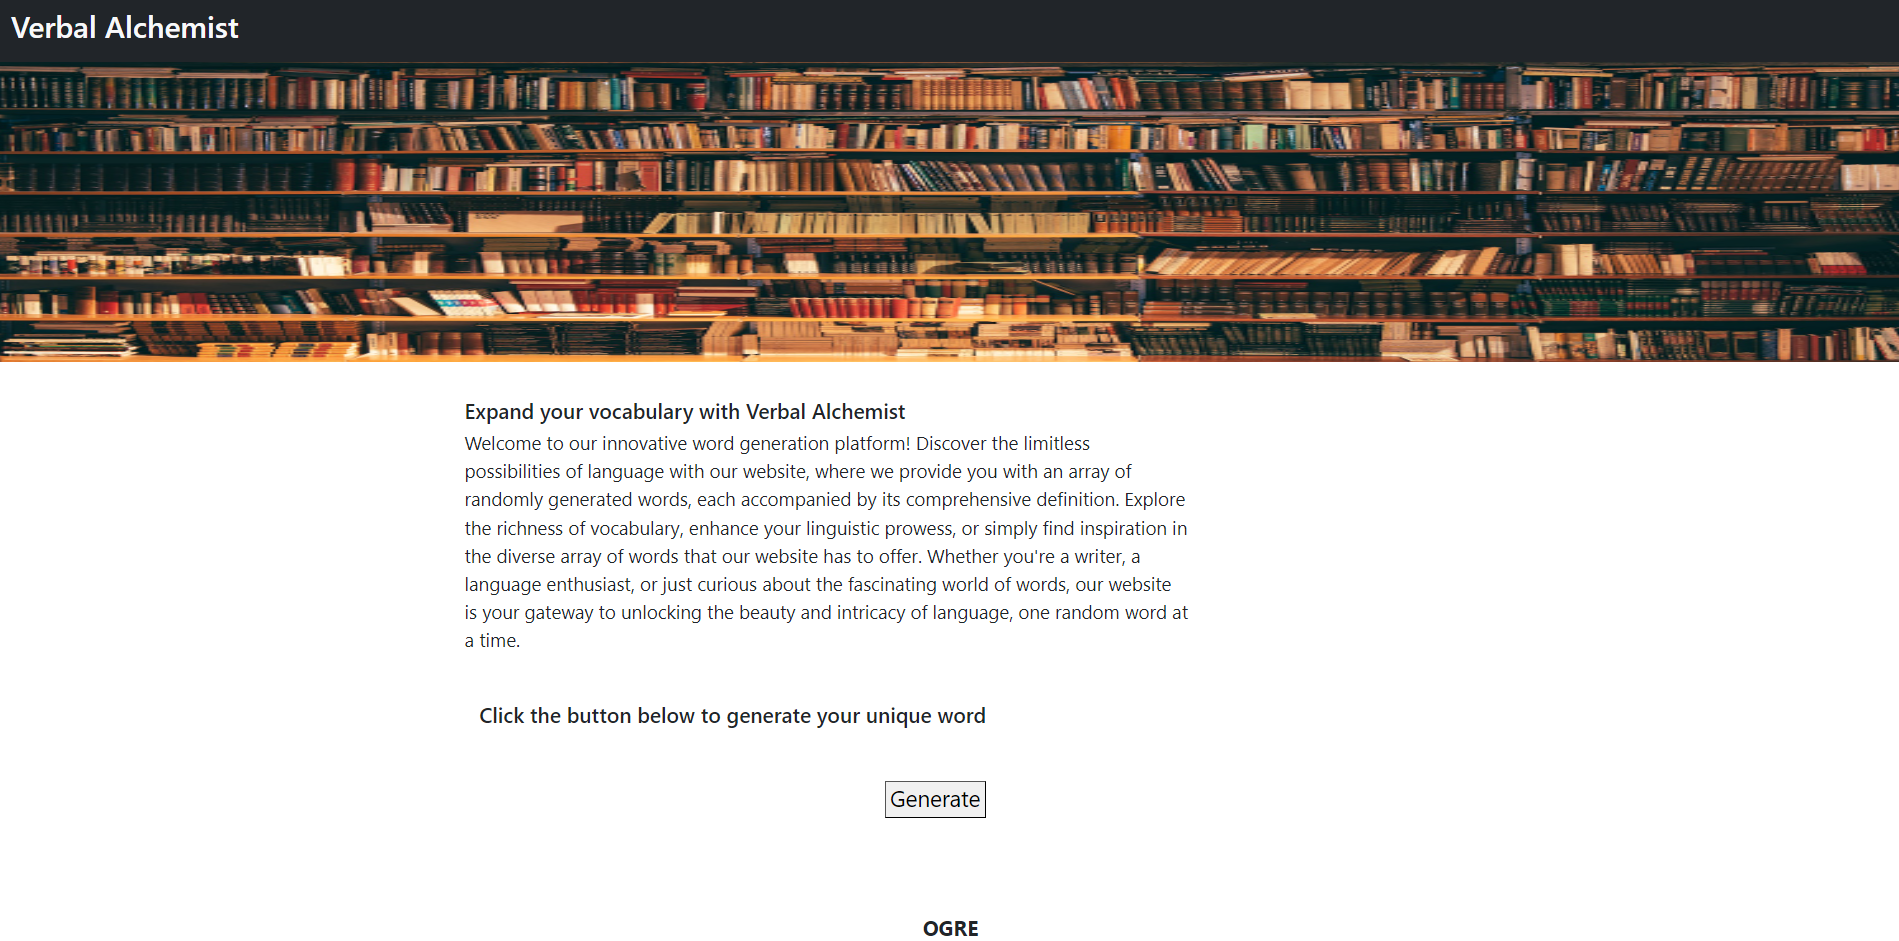 Verbal Alchemist
Expand your vocabulary with Verbal Alchemist
Welcome to our innovative word generation platform! Discover the limitless
possibilities of language with our website, where we provide you with an array of
randomly generated words, each accompanied by its comprehensive definition. Explore
the richness of vocabulary, enhance your linguistic prowess, or simply find inspiration in
the diverse array of words that our website has to offer. Whether you're a writer, a
language enthusiast, or just curious about the fascinating world of words, our website
is your gateway to unlocking the beauty and intricacy of language, one random word at
a time.
Click the button below to generate your unique word
Generate
OGRE